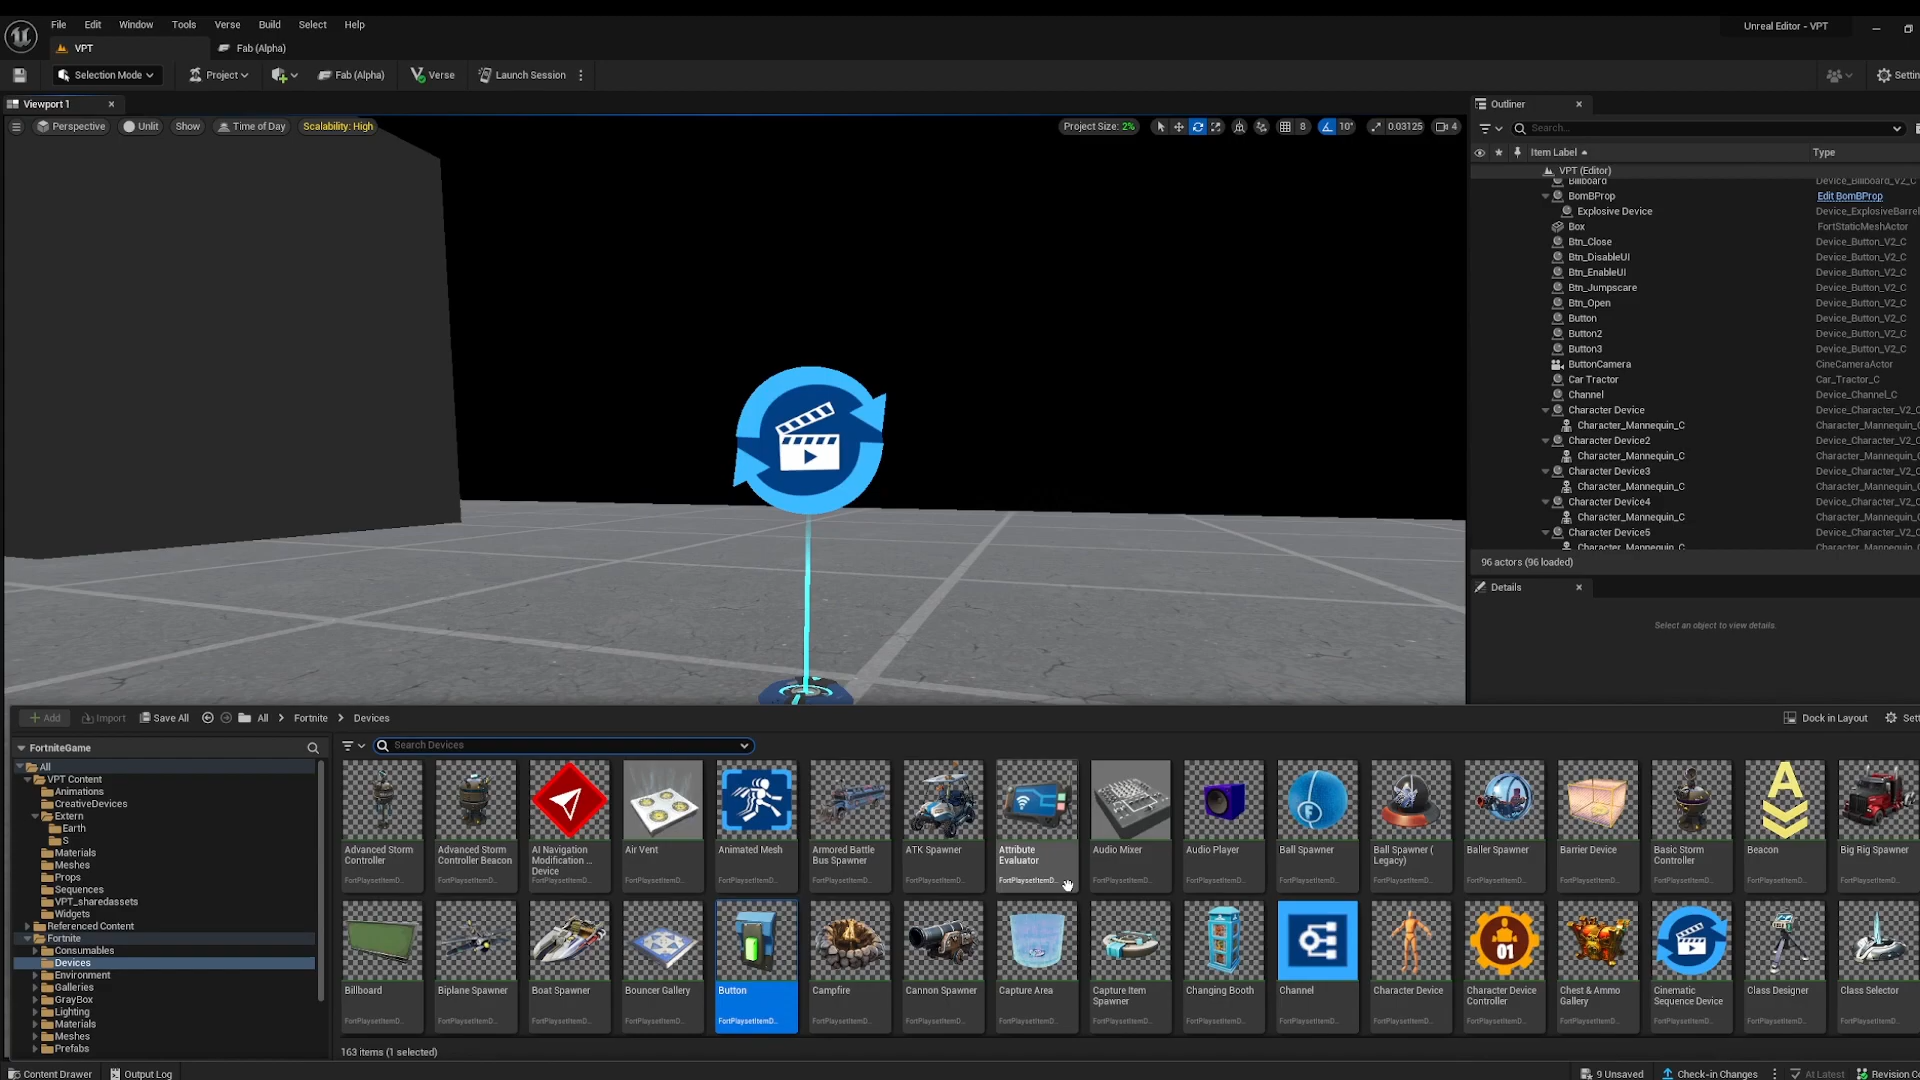 File Edit Window Tools Verse Build Select Help
Unreal Editor - VPT
VPT
Fab (Alpha)
Selection Mode
Project
Fab (Alpha)
Verse
Launch Session
Settin
Viewport 1
Perspective
Unlit
Show
Time of Day
Scalability: High
Project Size: 2%
8
10°
0.03125
4
Outliner
Search...
Item Label
Type
VPT (Editor)
Billboard Device_Billboard_V2_C
BomBProp Edit BomBProp
Explosive Device Device_ExplosiveBarrel
Box FortStaticMeshActor
Btn_Close Device_Button_V2_C
Btn_DisableUI Device_Button_V2_C
Btn_EnableUI Device_Button_V2_C
Btn_Jumpscare Device_Button_V2_C
Btn_Open Device_Button_V2_C
Button Device_Button_V2_C
Button2 Device_Button_V2_C
Button3 Device_Button_V2_C
ButtonCamera CineCameraActor
Car Tractor Car_Tractor_C
Channel Device_Channel_C
Character Device Device_Character_V2_C
Character_Mannequin_C Character_Mannequin_C
Character Device2 Device_Character_V2_C
Character_Mannequin_C Character_Mannequin_C
Character Device3 Device_Character_V2_C
Character_Mannequin_C Character_Mannequin_C
Character Device4 Device_Character_V2_C
Character_Mannequin_C Character_Mannequin_C
Character Device5 Device_Character_V2_C
Character_Mannequin_C Character_Mannequin_C
96 actors (96 loaded)
Details
Select an object to view details.
Add
Import
Save All
All > Fortnite > Devices
Dock in Layout
Sett
FortniteGame
All
VPT Content
Animations
CreativeDevices
Extern
Earth
S
Materials
Meshes
Props
Sequences
VPT_sharedassets
Widgets
Referenced Content
Fortnite
Consumables
Devices
Environment
Galleries
GrayBox
Lighting
Materials
Meshes
Prefabs
Search Devices
Advanced Storm Controller
FortPlaysetItemD...
Advanced Storm Controller Beacon
FortPlaysetItemD...
AI Navigation Modification ... Device
FortPlaysetItemD...
Air Vent
FortPlaysetItemD...
Animated Mesh
FortPlaysetItemD...
Armored Battle Bus Spawner
FortPlaysetItemD...
ATK Spawner
FortPlaysetItemD...
Attribute Evaluator
FortPlaysetItemD...
Audio Mixer
FortPlaysetItemD...
Audio Player
FortPlaysetItemD...
Ball Spawner
FortPlaysetItemD...
Ball Spawner ( Legacy)
FortPlaysetItemD...
Baller Spawner
FortPlaysetItemD...
Barrier Device
FortPlaysetItemD...
Basic Storm Controller
FortPlaysetItemD...
Beacon
FortPlaysetItemD...
Big Rig Spawner
FortPlaysetItemD...
Billboard
FortPlaysetItemD...
Biplane Spawner
FortPlaysetItemD...
Boat Spawner
FortPlaysetItemD...
Bouncer Gallery
FortPlaysetItemD...
Button
FortPlaysetItemD...
Campfire
FortPlaysetItemD...
Cannon Spawner
FortPlaysetItemD...
Capture Area
FortPlaysetItemD...
Capture Item Spawner
FortPlaysetItemD...
Changing Booth
FortPlaysetItemD...
Channel
FortPlaysetItemD...
Character Device
FortPlaysetItemD...
01
Character Device Controller
FortPlaysetItemD...
Chest & Ammo Gallery
FortPlaysetItemD...
Cinematic Sequence Device
FortPlaysetItemD...
Class Designer
FortPlaysetItemD...
Class Selector
FortPlaysetItemD...
163 items (1 selected)
Content Drawer
Output Log
9 Unsaved
Check-in Changes
At Latest
Revision Co